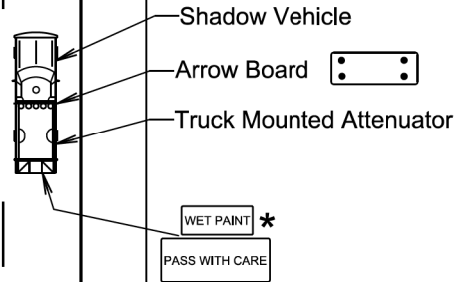 Shadow Vehicle
Arrow Board
Truck Mounted Attenuator
WET PAINT *
PASS WITH CARE